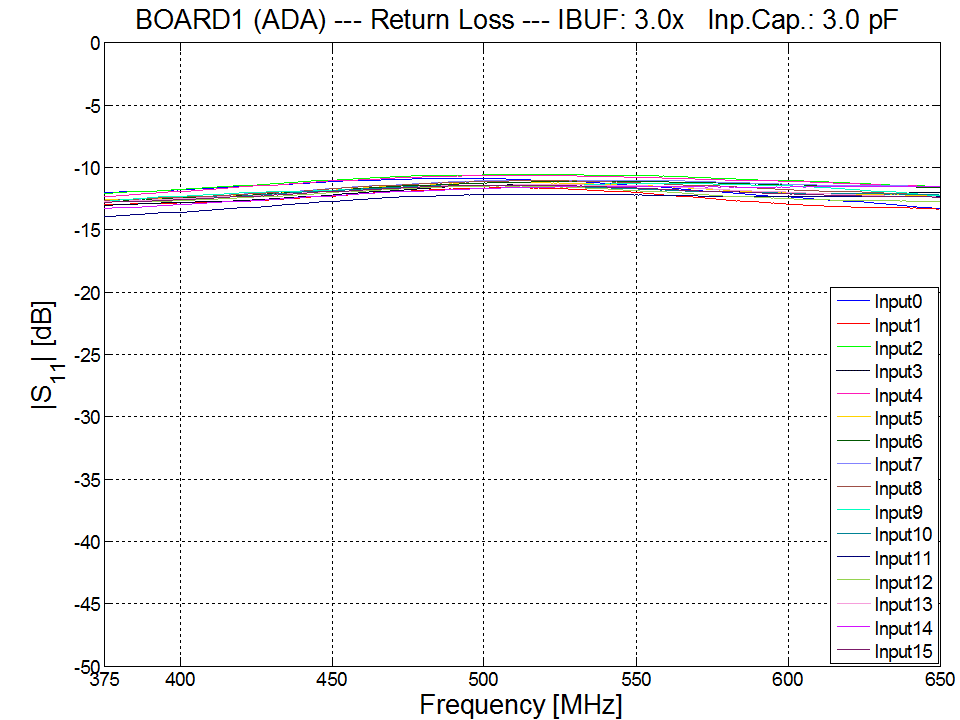 BOARD1 (ADA) --- Return Loss --- IBUF: 3.0x   Inp.Cap.: 3.0 pF
0
-5
-10
-15
-20
-25
-30
-35
-40
-45
-50
|S11| [dB]
375 400 450 500 550 600 650
Frequency [MHz]
Input0
Input1
Input2
Input3
Input4
Input5
Input6
Input7
Input8
Input9
Input10
Input11
Input12
Input13
Input14
Input15